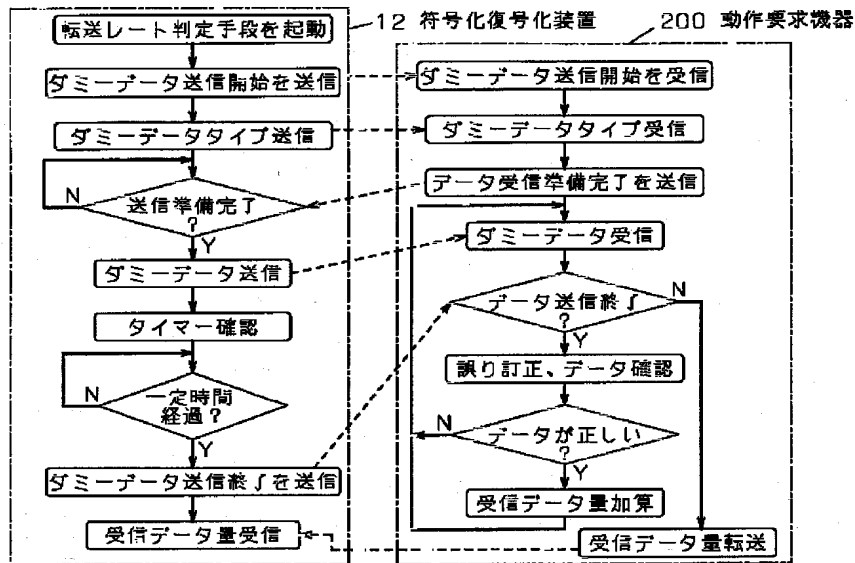 12 符号化復号化装置
200 動作要求機器
転送レート判定手段を起動
ダミーデータ送信開始を送信
ダミーデータタイプ送信
N
送信準備完了
?
Y
ダミーデータ送信
タイマー確認
N
一定時間
経過?
Y
ダミーデータ送信終了を送信
受信データ量受信
ダミーデータ送信開始を受信
ダミーデータタイプ受信
データ受信準備完了を送信
ダミーデータ受信
データ送信終了
?
N
Y
誤り訂正、データ確認
N
データが正しい
?
Y
受信データ量加算
受信データ量転送